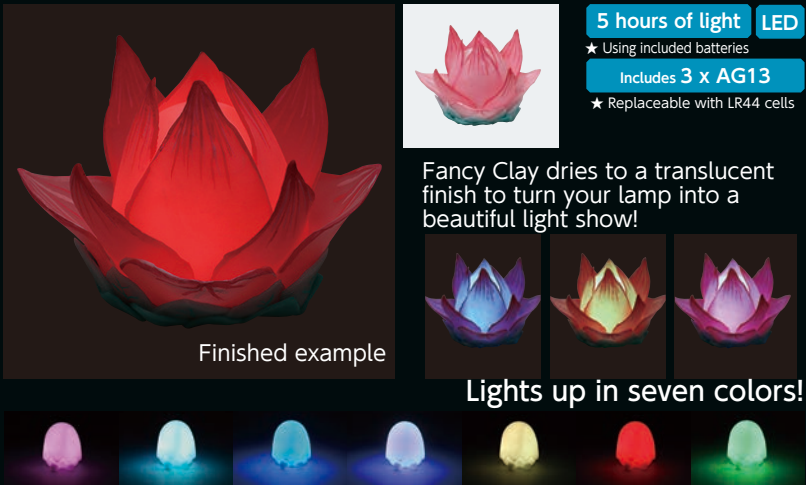 5 hours of light LED
★ Using included batteries
Includes 3 x AG13
★ Replaceable with LR44 cells
Fancy Clay dries to a translucent
finish to turn your lamp into a
beautiful light show!
Finished example
Lights up in seven colors!